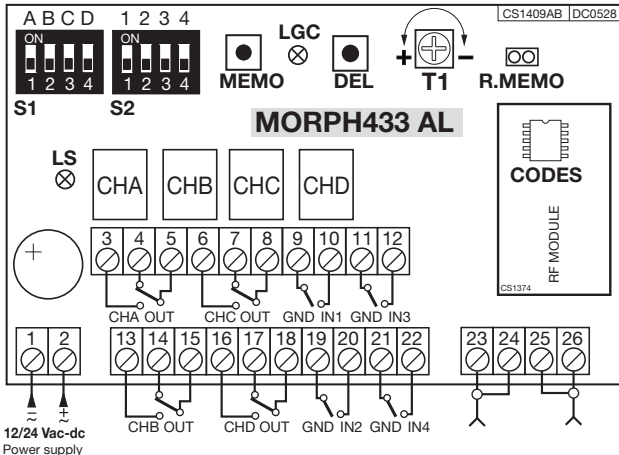 A B C D 1 2 3 4 LGC CS1409AB DC0528
ON ON
1 2 3 4 1 2 3 4 MEMO DEL + T1 − R.MEMO
S1 S2
MORPH433 AL
LS
CHA CHB CHC CHD
CODES
RF MODULE
CS1374
+
3 4 5 6 7 8 9 10 11 12
CHA OUT CHC OUT GND IN1 GND IN3
1 2 13 14 15 16 17 18 19 20 21 22 23 24 25 26
CHB OUT CHD OUT GND IN2 GND IN4
12/24 Vac-dc
Power supply